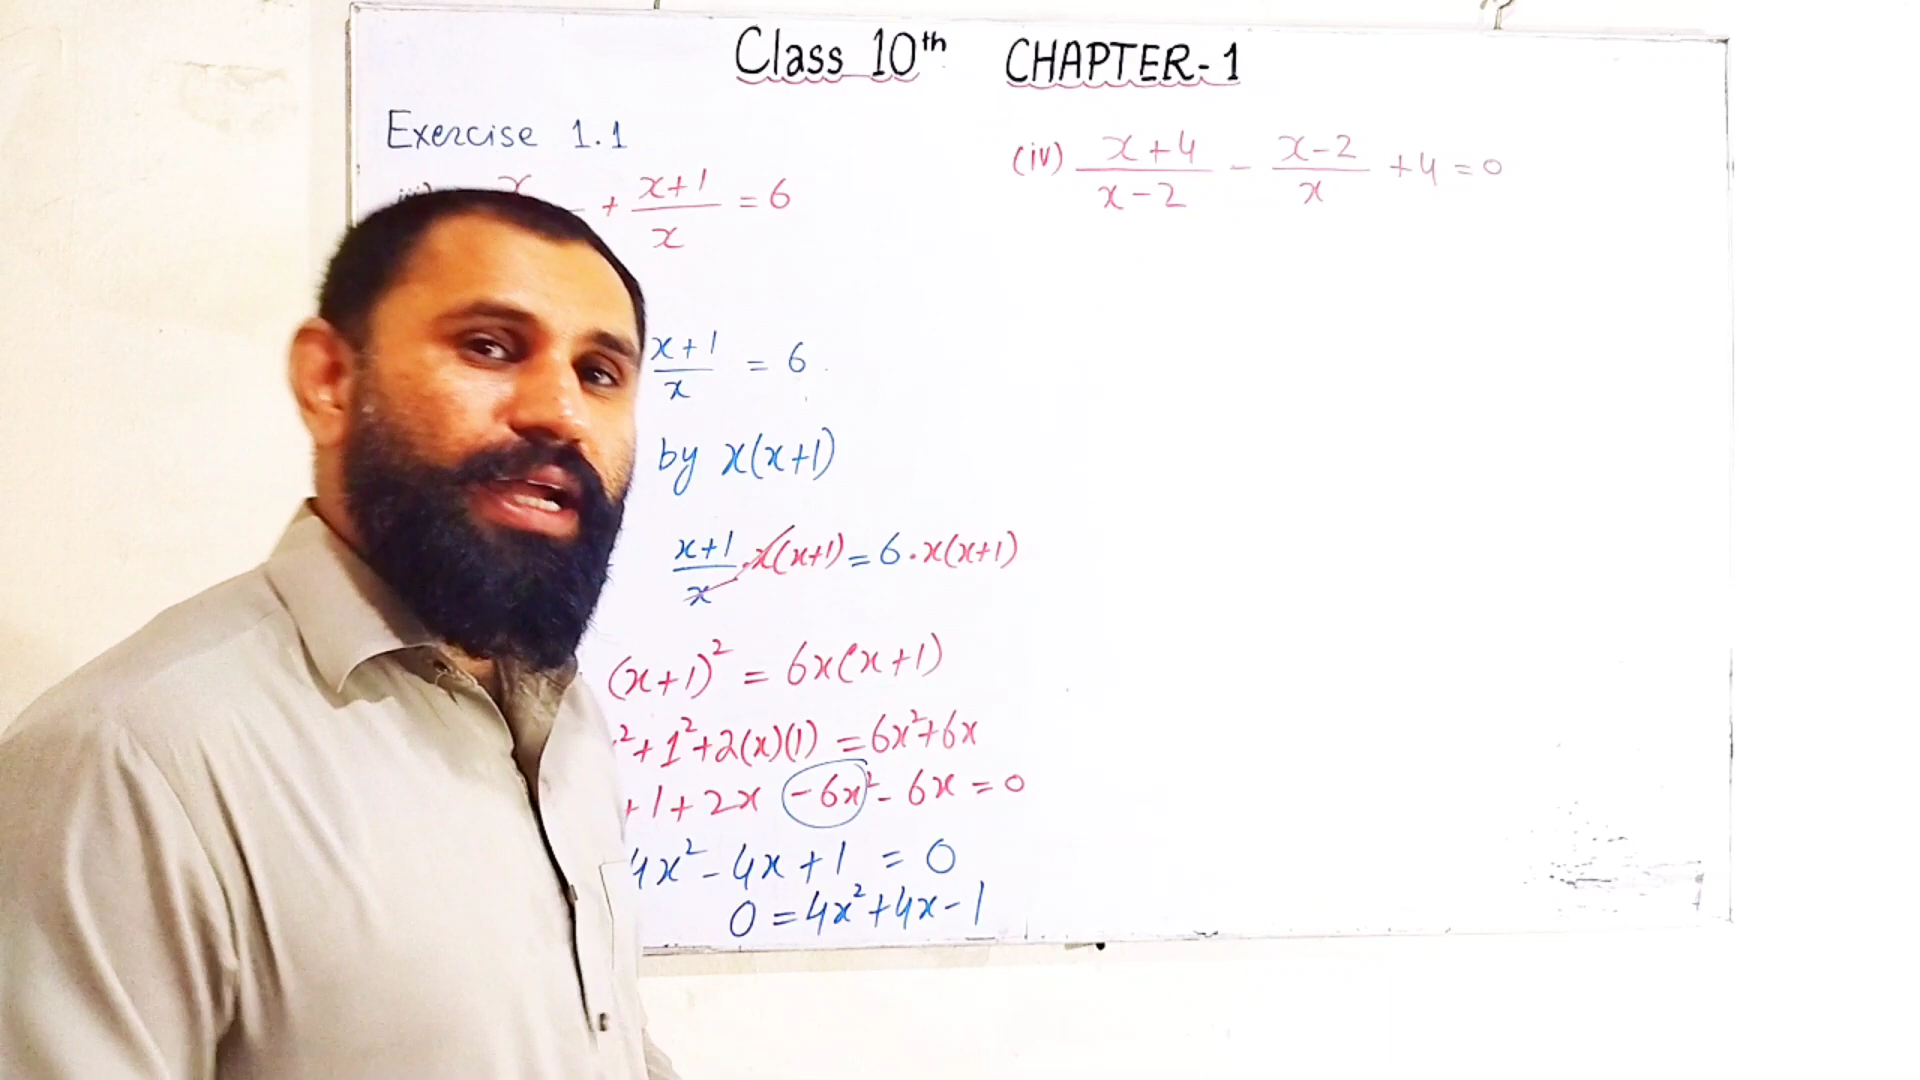 Class 10th CHAPTER-1
Exercise 1.1
x + x+1/x = 6
(iv) x+4/x-2 - x-2/x +4=0
x+1/x = 6
by x(x+1)
x+1/x . x(x+1) = 6 . x(x+1)
(x+1)² = 6x(x+1)
² + 1² + 2(x)(1) = 6x² + 6x
+ 1 + 2x - 6x² - 6x = 0
4x² - 4x + 1 = 0
0 = 4x² + 4x - 1